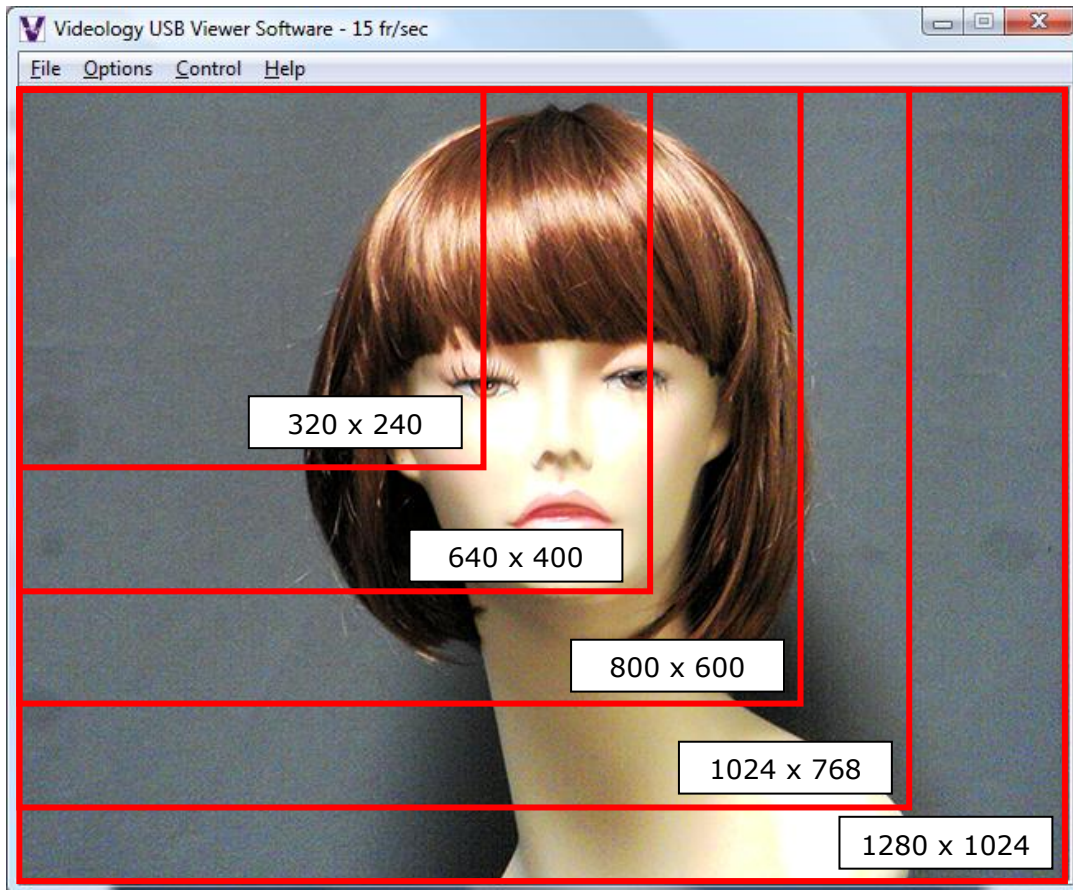 Videology USB Viewer Software - 15 fr/sec
File Options Control Help
320 x 240
640 x 400
800 x 600
1024 x 768
1280 x 1024